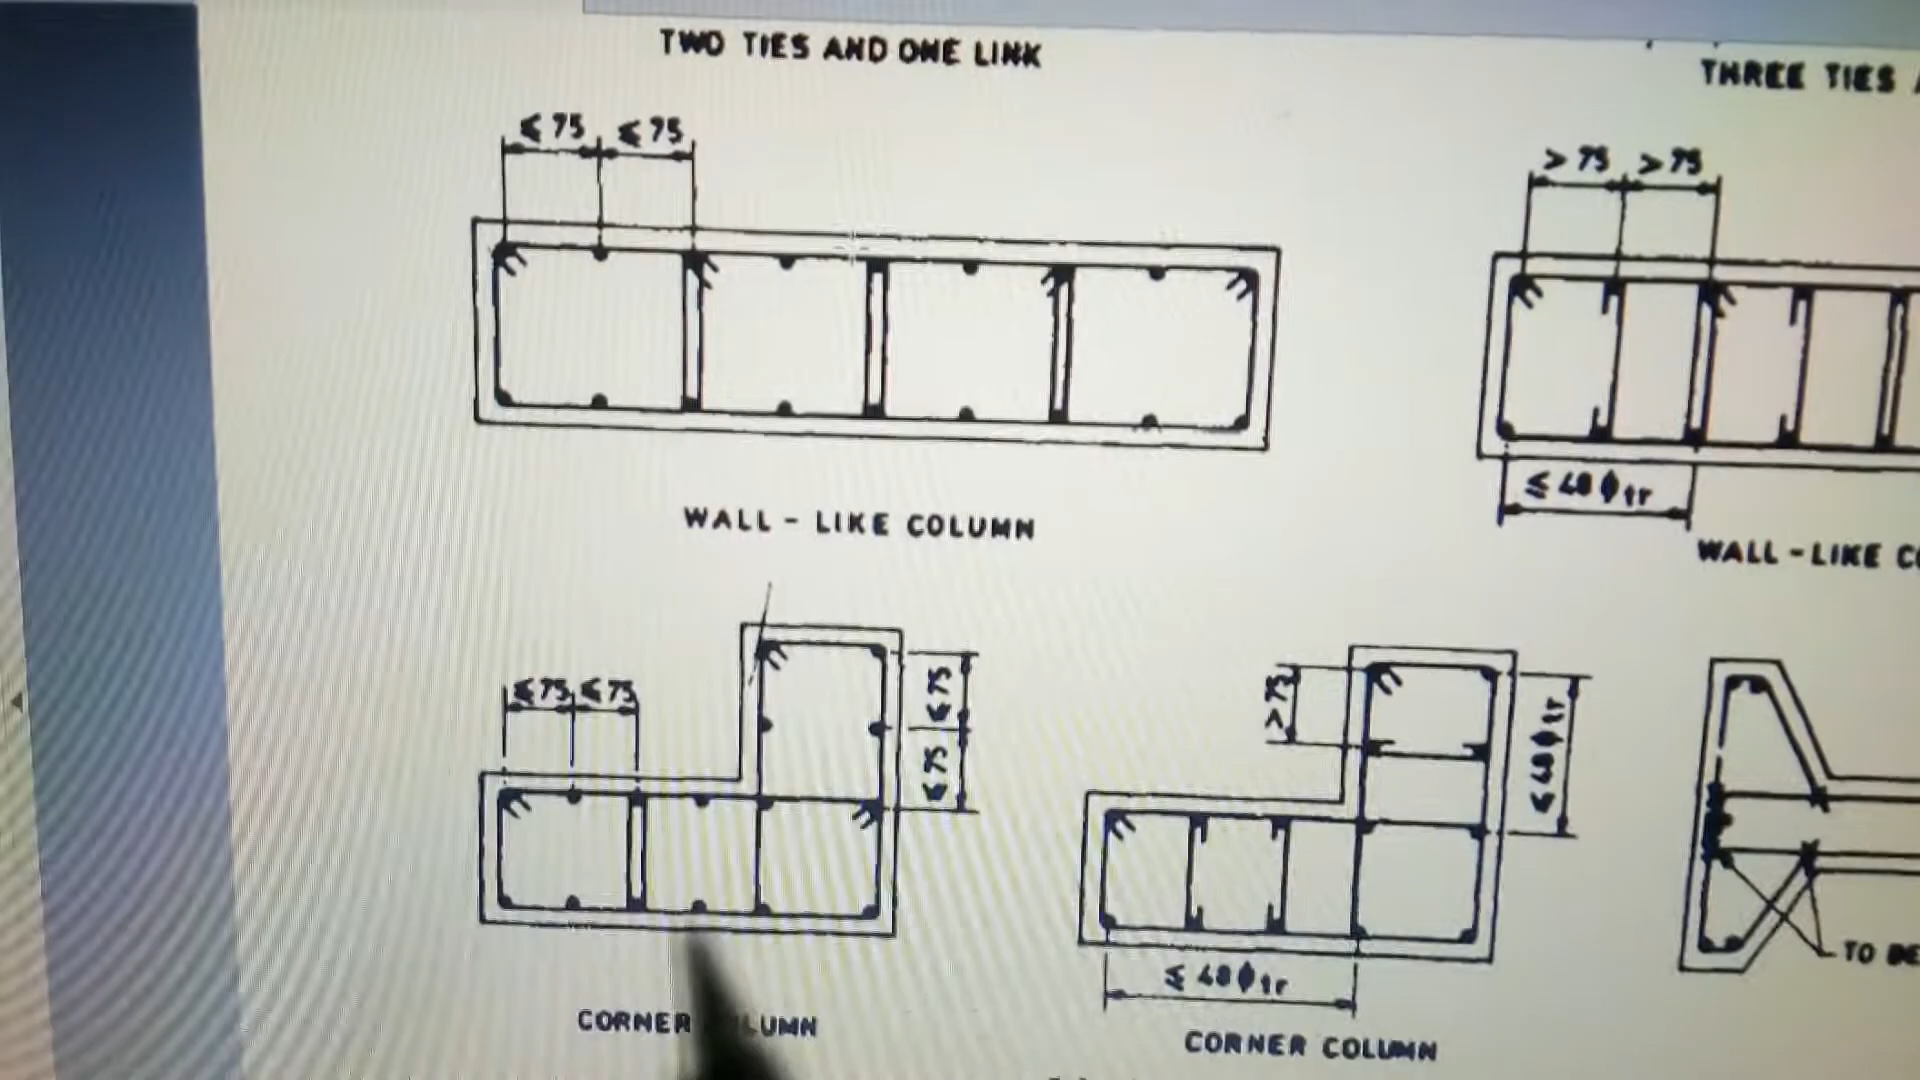 TWO TIES AND ONE LINK
THREE TIES
⩽ 75 ⩽ 75
> 75 > 75
≤ 48 ϕtr
WALL - LIKE COLUMN
WALL - LIKE
⩽ 75 ⩽ 75
⩽ 75
⩽ 75
> 75
≤ 48 ϕtr
≤ 48 ϕtr
TO BE
CORNER LUMN
CORNER COLUMN